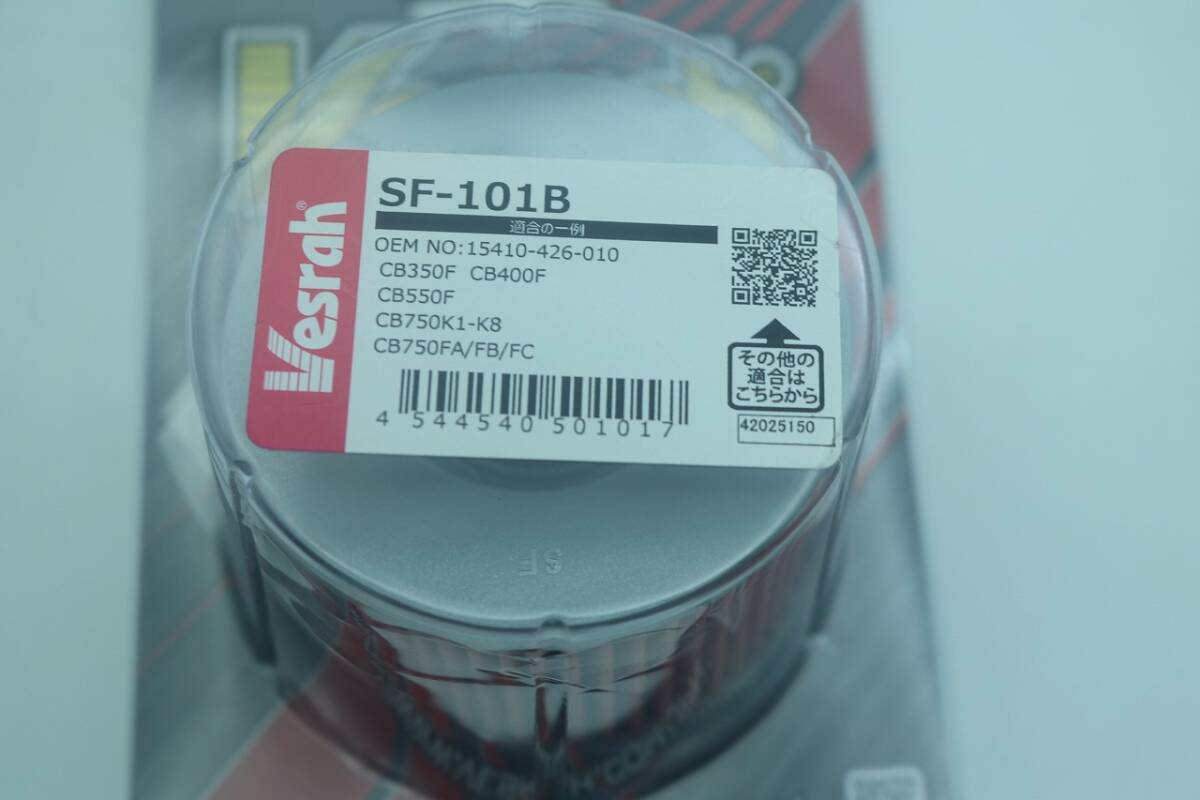 Vesrah®
SF-101B
適合の一例
OEM NO:15410-426-010
CB350F CB400F
CB550F
CB750K1-K8
CB750FA/FB/FC
4 544540 501017
その他の
適合は
こちらから
42025150
SF